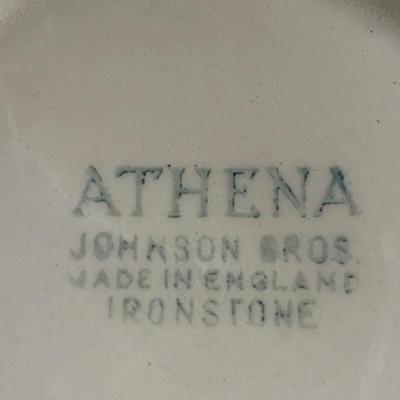 ATHENA
JOHNSON BROS.
MADE IN ENGLAND
IRONSTONE